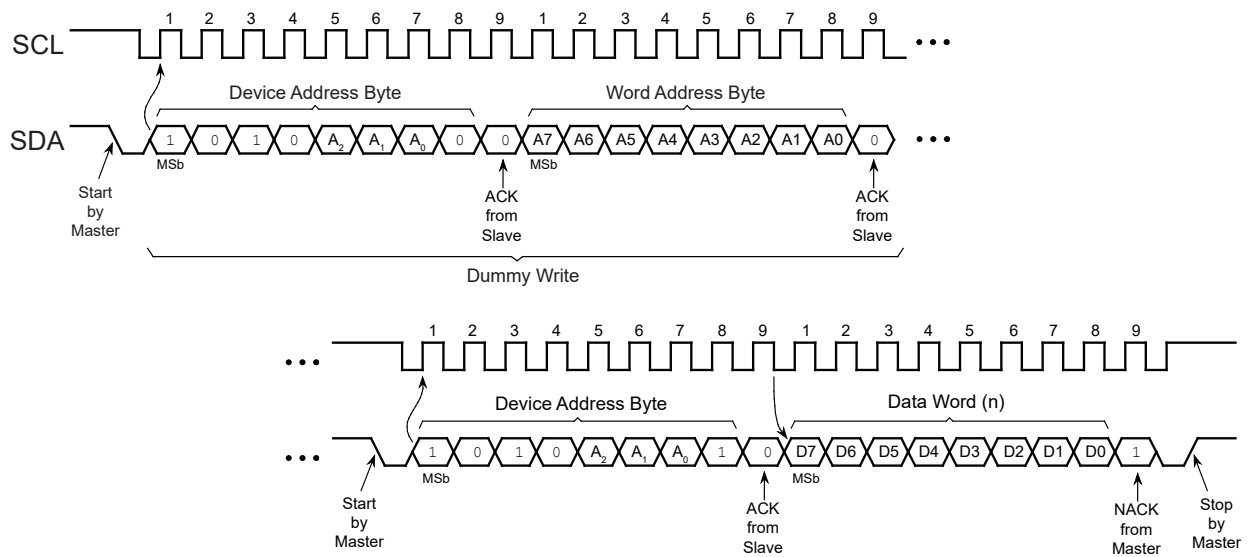 1 2 3 4 5 6 7 8 9 1 2 3 4 5 6 7 8 9
SCL
Device Address Byte Word Address Byte
SDA 1 0 1 0 A2 A1 A0 0 0 A7 A6 A5 A4 A3 A2 A1 A0 0
MSb MSb
Start
by
Master
ACK
from
Slave
ACK
from
Slave
Dummy Write
1 2 3 4 5 6 7 8 9 1 2 3 4 5 6 7 8 9
Device Address Byte Data Word (n)
1 0 1 0 A2 A1 A0 1 0 D7 D6 D5 D4 D3 D2 D1 D0 1
MSb MSb
Start
by
Master
ACK
from
Slave
NACK
from
Master
Stop
by
Master